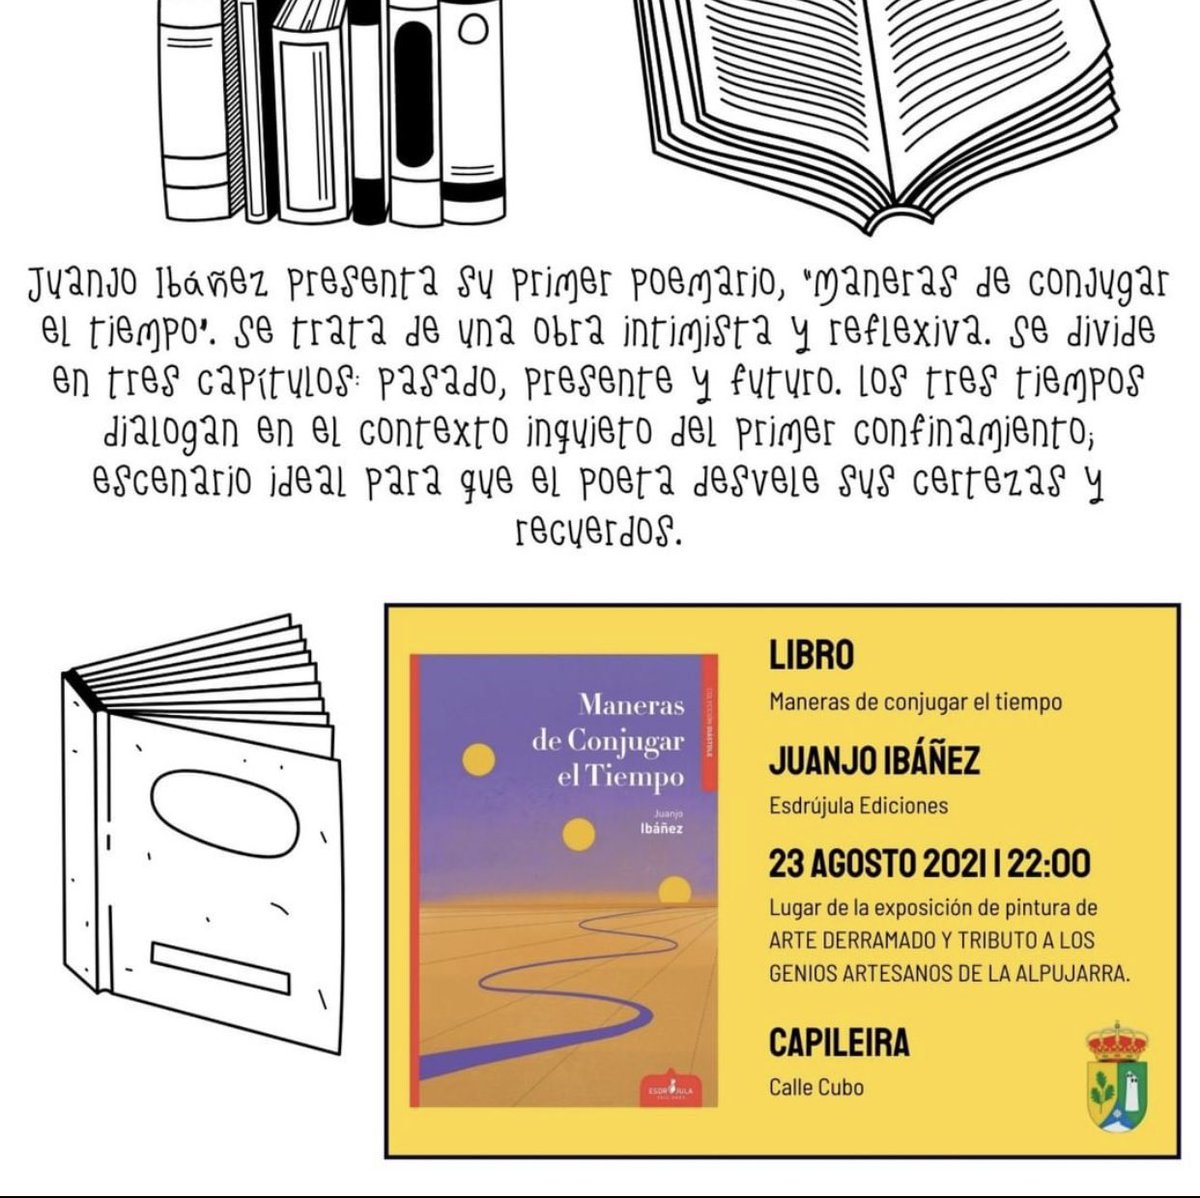 Juanjo Ibáñez presenta su primer poemario, "Maneras de conjugar
el tiempo". Se trata de una obra intimista y reflexiva. Se divide
en tres capítulos: pasado, presente y futuro. Los tres tiempos
dialogan en el contexto inquieto del primer confinamiento;
escenario ideal para que el poeta desvele sus certezas y
recuerdos.
Maneras
de Conjugar
el Tiempo
Juanjo
Ibáñez
COLECCIÓN DIÁSTOLE
ESDRÚJULA
EDICIONES
LIBRO
Maneras de conjugar el tiempo
JUANJO IBÁÑEZ
Esdrújula Ediciones
23 AGOSTO 2021 | 22:00
Lugar de la exposición de pintura de
ARTE DERRAMADO Y TRIBUTO A LOS
GENIOS ARTESANOS DE LA ALPUJARRA.
CAPILEIRA
Calle Cubo